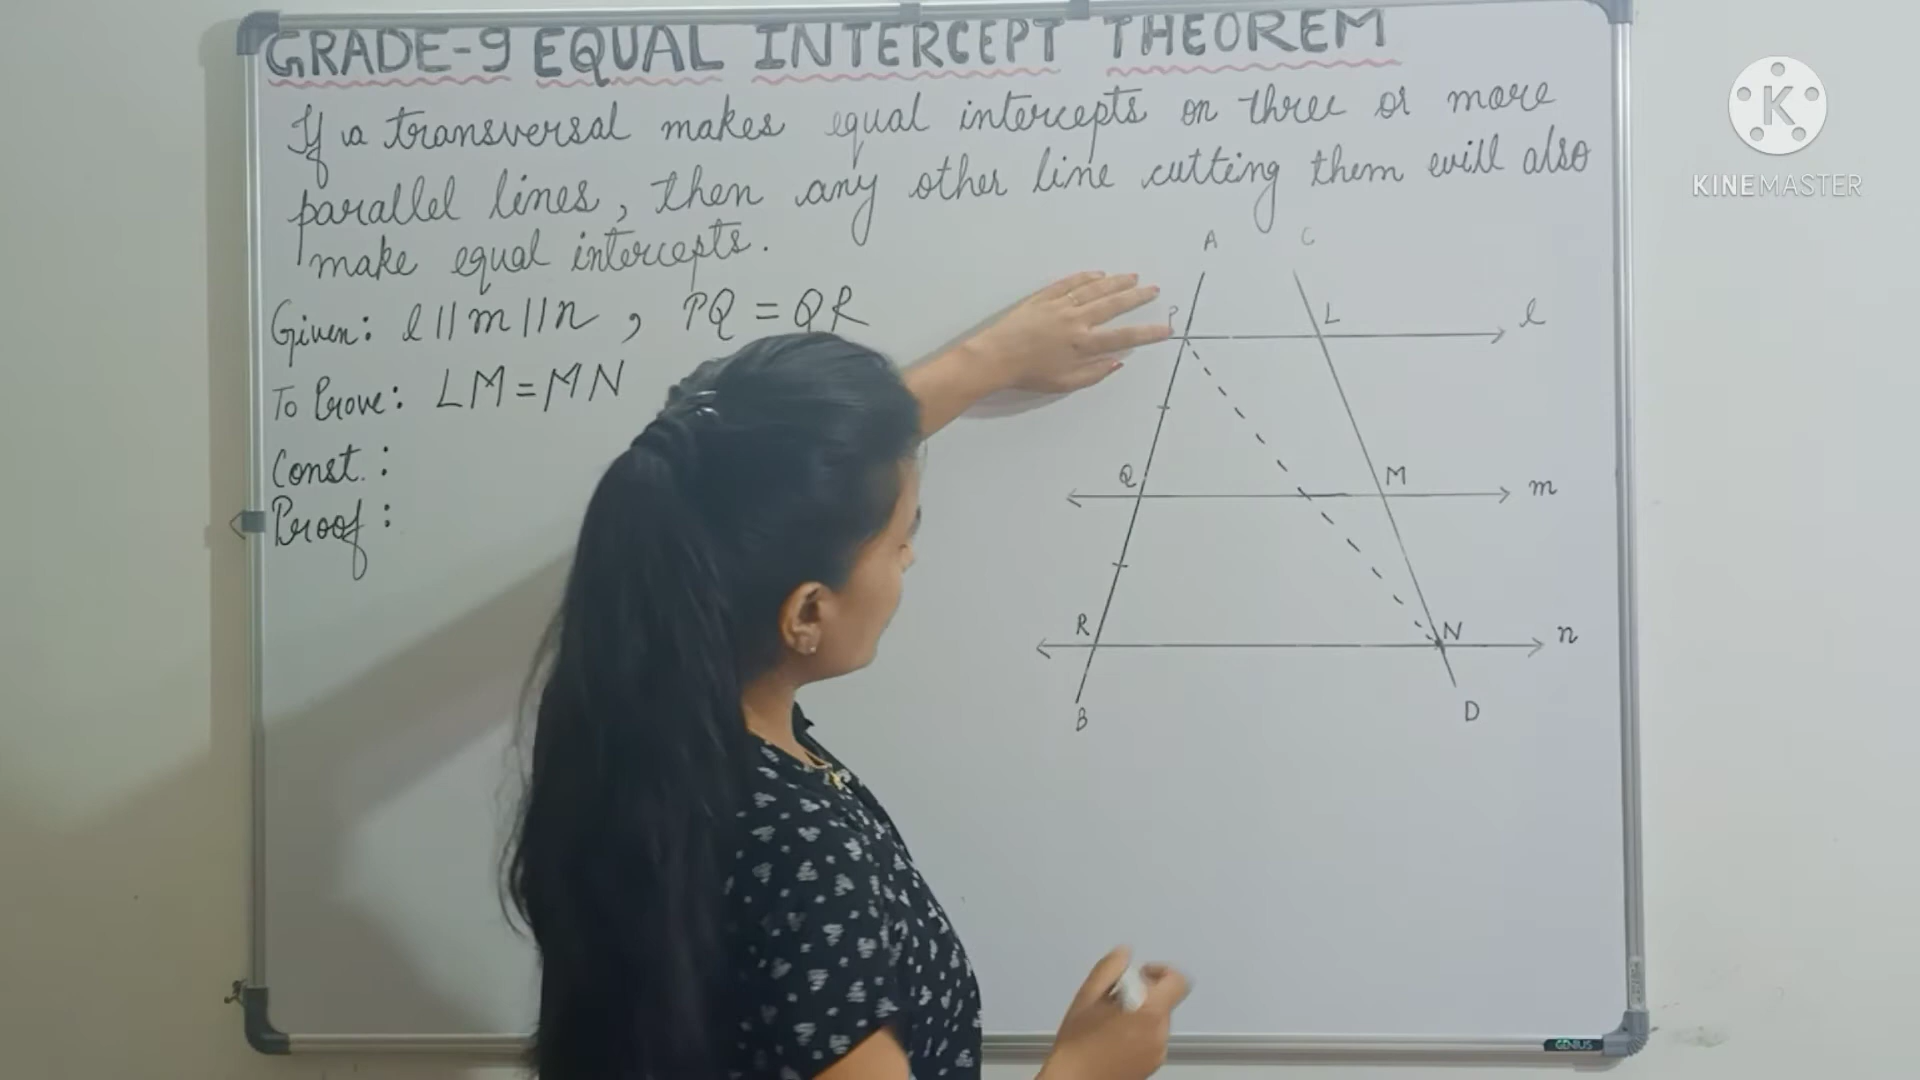 GRADE-9 EQUAL INTERCEPT THEOREM
If a transversal makes equal intercepts on three or more
parallel lines, then any other line cutting them will also
make equal intercepts.
Given: l||m||n , PQ = QR
To Prove: LM = MN
Const.:
Proof:
A C
P L l
Q M m
R N n
B D
KINEMASTER
GENIUS